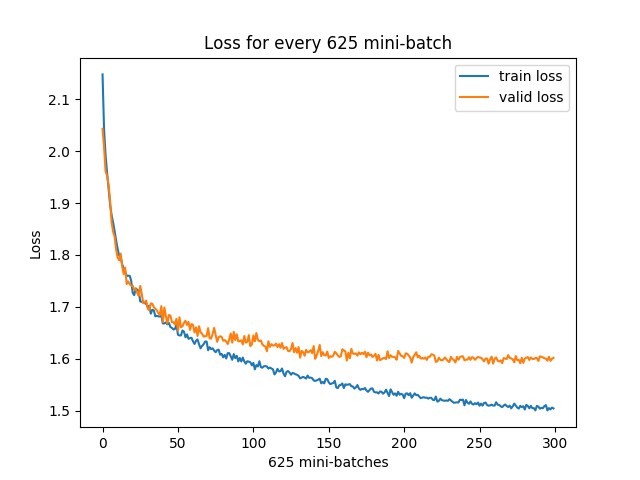 Loss for every 625 mini-batch
train loss
valid loss
Loss
2.1
2.0
1.9
1.8
1.7
1.6
1.5
0 50 100 150 200 250 300
625 mini-batches